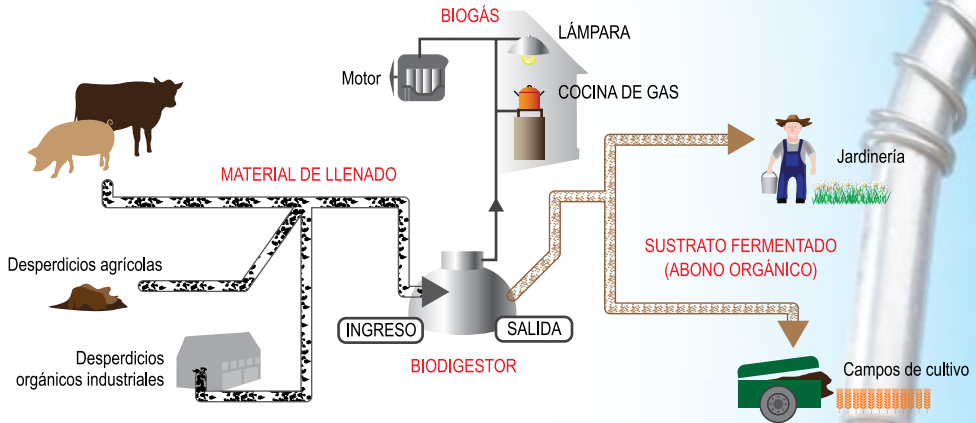 BIOGÁS
LÁMPARA
Motor
COCINA DE GAS
MATERIAL DE LLENADO
Jardinería
Desperdicios agrícolas
SUSTRATO FERMENTADO
(ABONO ORGÁNICO)
INGRESO
SALIDA
BIODIGESTOR
Desperdicios
orgánicos industriales
Campos de cultivo